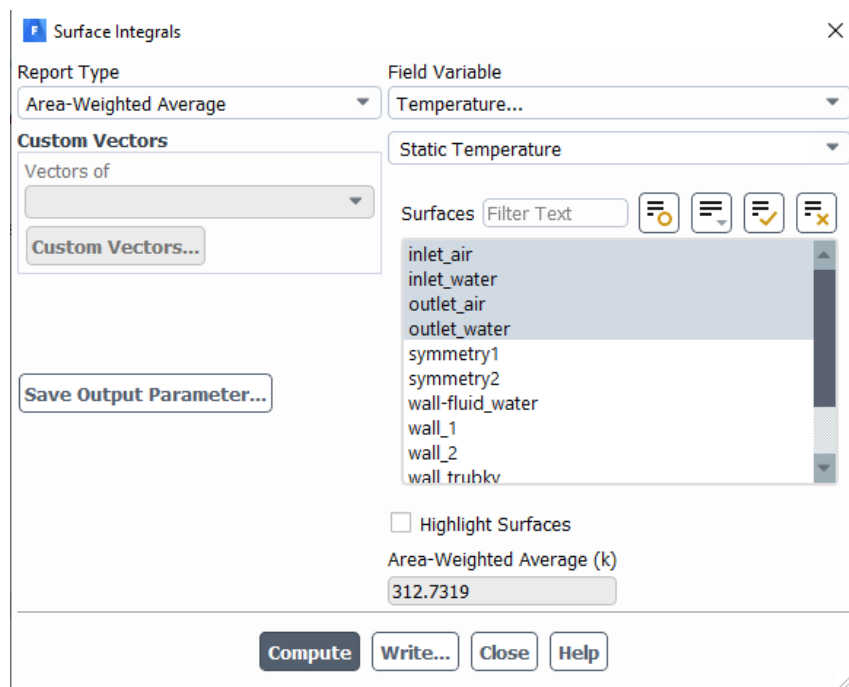 F Surface Integrals
Report Type
Area-Weighted Average
Custom Vectors
Vectors of
Custom Vectors...
Save Output Parameter...
Field Variable
Temperature...
Static Temperature
Surfaces Filter Text
inlet_air
inlet_water
outlet_air
outlet_water
symmetry1
symmetry2
wall-fluid_water
wall_1
wall_2
wall_trubky
Highlight Surfaces
Area-Weighted Average (k)
312.7319
Compute Write... Close Help